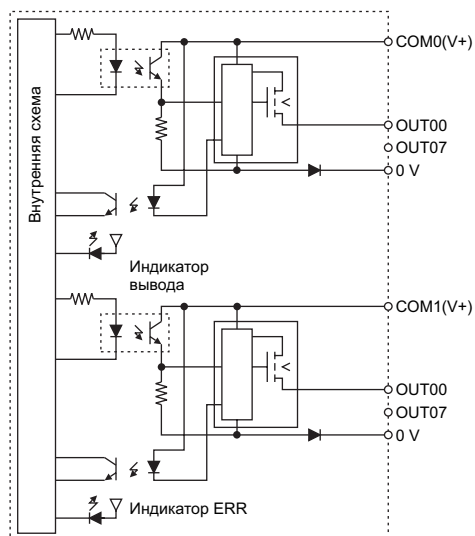 Внутренняя схема
COM0(V+)
OUT00
OUT07
0 V
Индикатор
вывода
COM1(V+)
OUT00
OUT07
0 V
Индикатор ERR